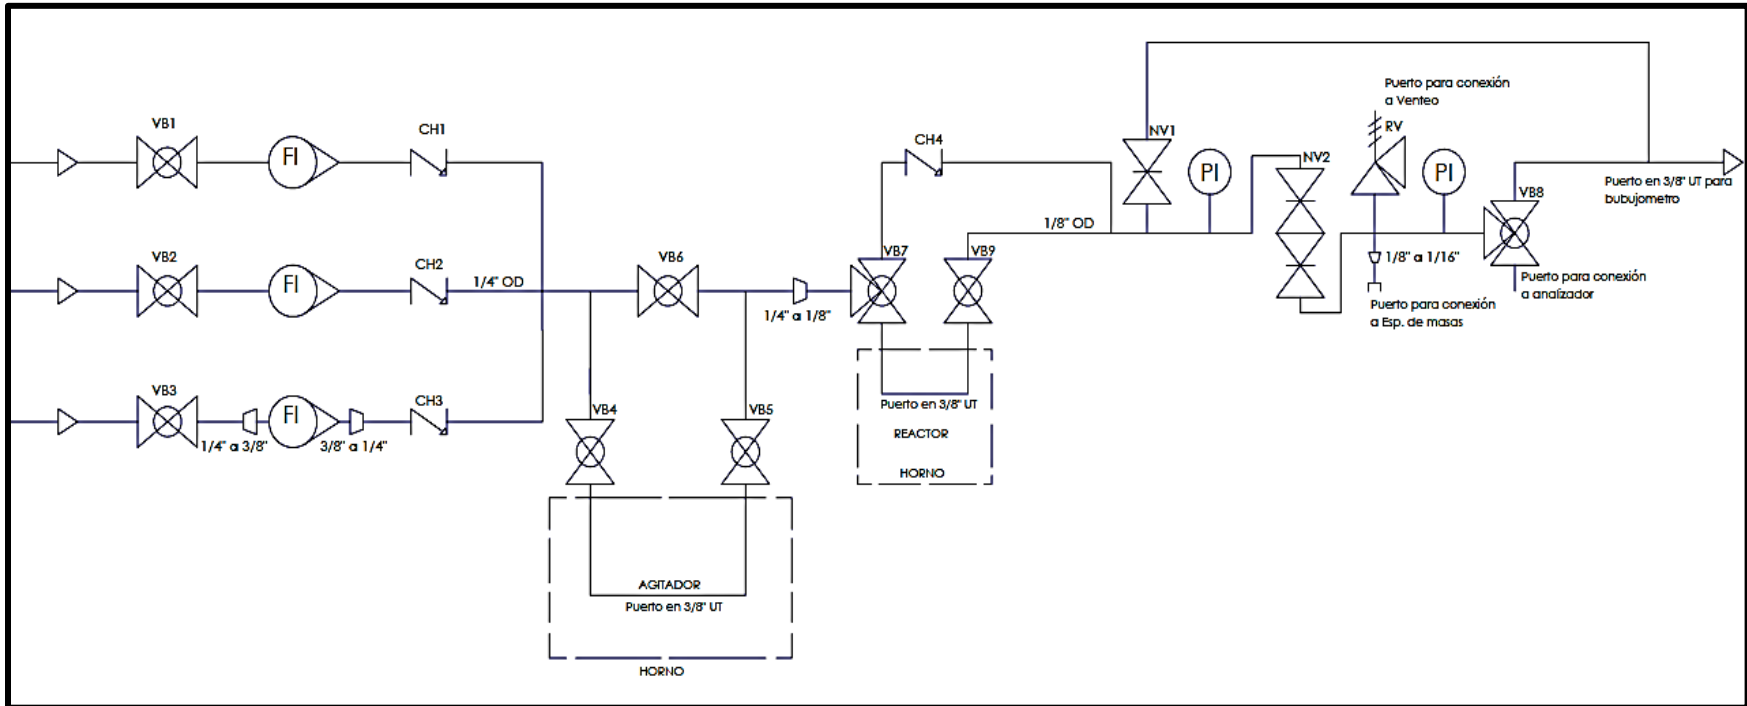 Puerto para conexión
a Venteo
VB1
CH1
CH4
NV1
RV
FI
FI
FI
NV2
PI
PI
Puerto en 3/8" UT para
bubujometro
VB8
VB2
CH2
1/4" OD
VB6
VB7
VB9
1/8" OD
1/8" a 1/16"
Puerto para conexión
a anaízador
Puerto para conexión
a Esp. de masas
1/4" a 1/8"
VB3
CH3
1/4" a 3/8"
3/8" a 1/4"
VB4
VB5
Puerto en 3/8" UT
REACTOR
HORNO
AGITADOR
Puerto en 3/8" UT
HORNO